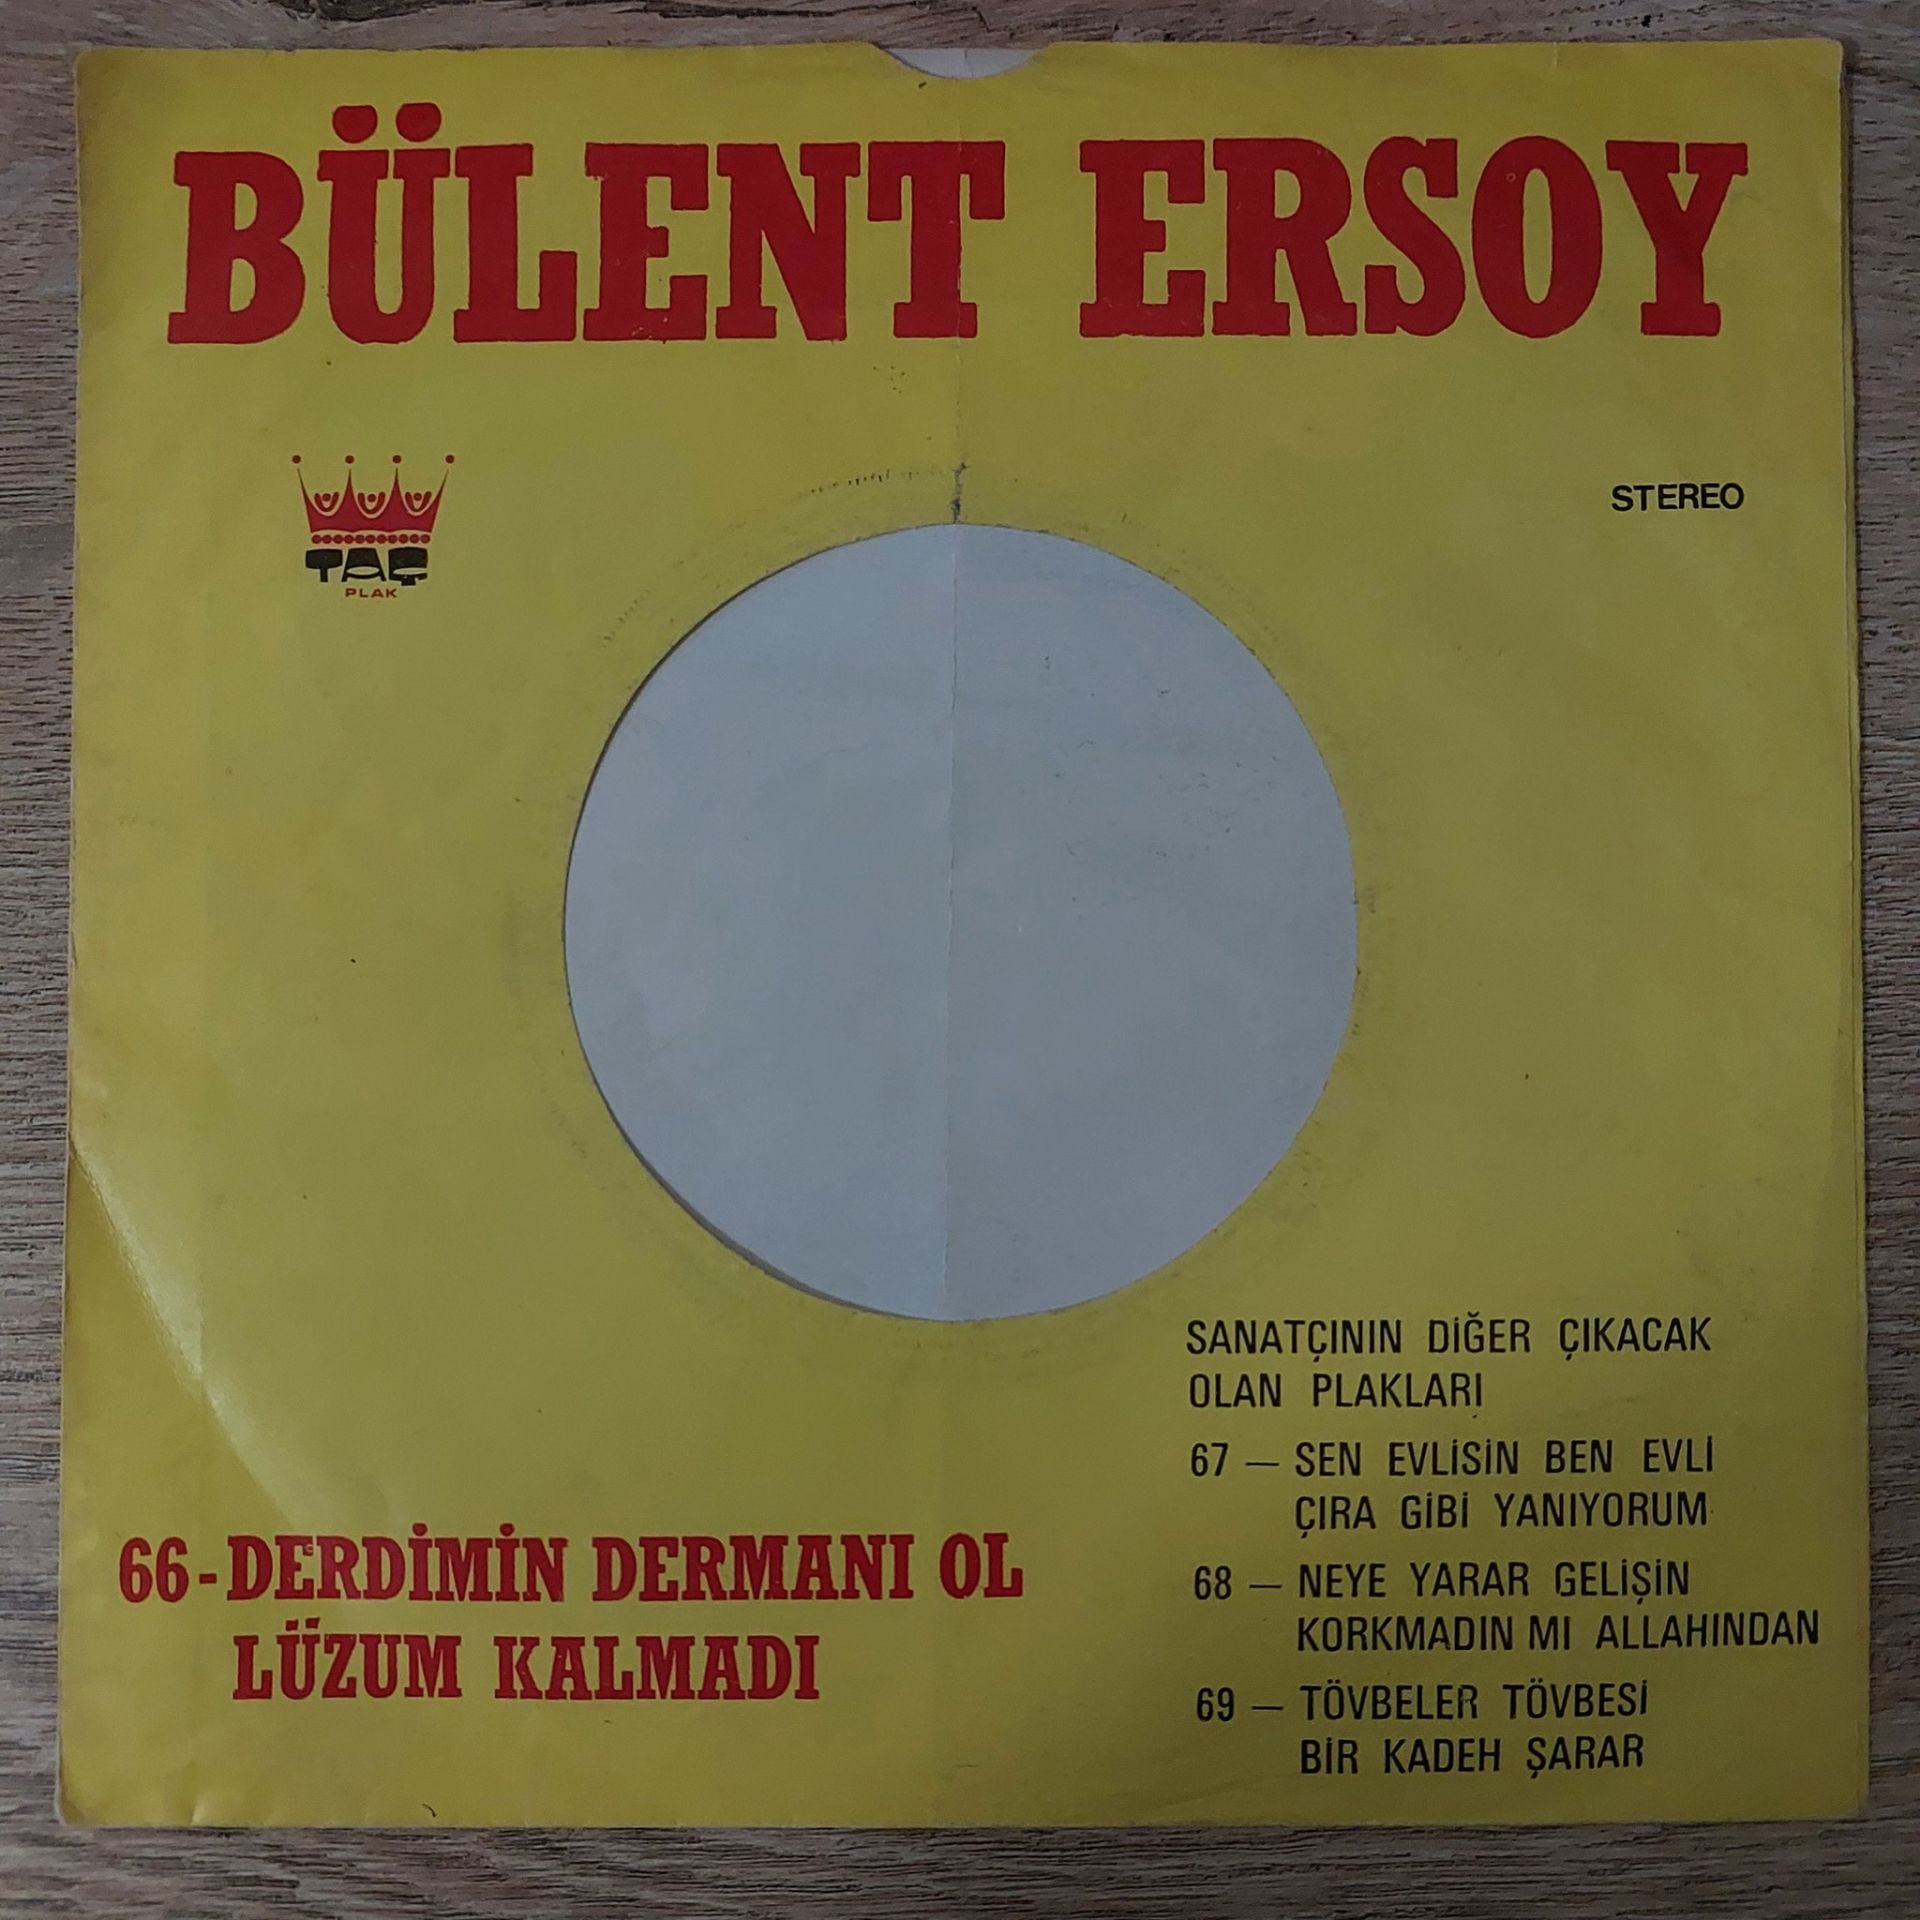 BÜLENT ERSOY
TAÇ
PLAK
STEREO
66-DERDİMİN DERMANI OL
LÜZUM KALMADI
SANATÇININ DİĞER ÇIKACAK
OLAN PLAKLARI
67 — SEN EVLİSİN BEN EVLİ
ÇIRA GİBİ YANIYORUM
68 — NEYE YARAR GELİŞİN
KORKMADIN MI ALLAHINDAN
69 — TÖVBELER TÖVBESİ
BİR KADEH ŞARAR